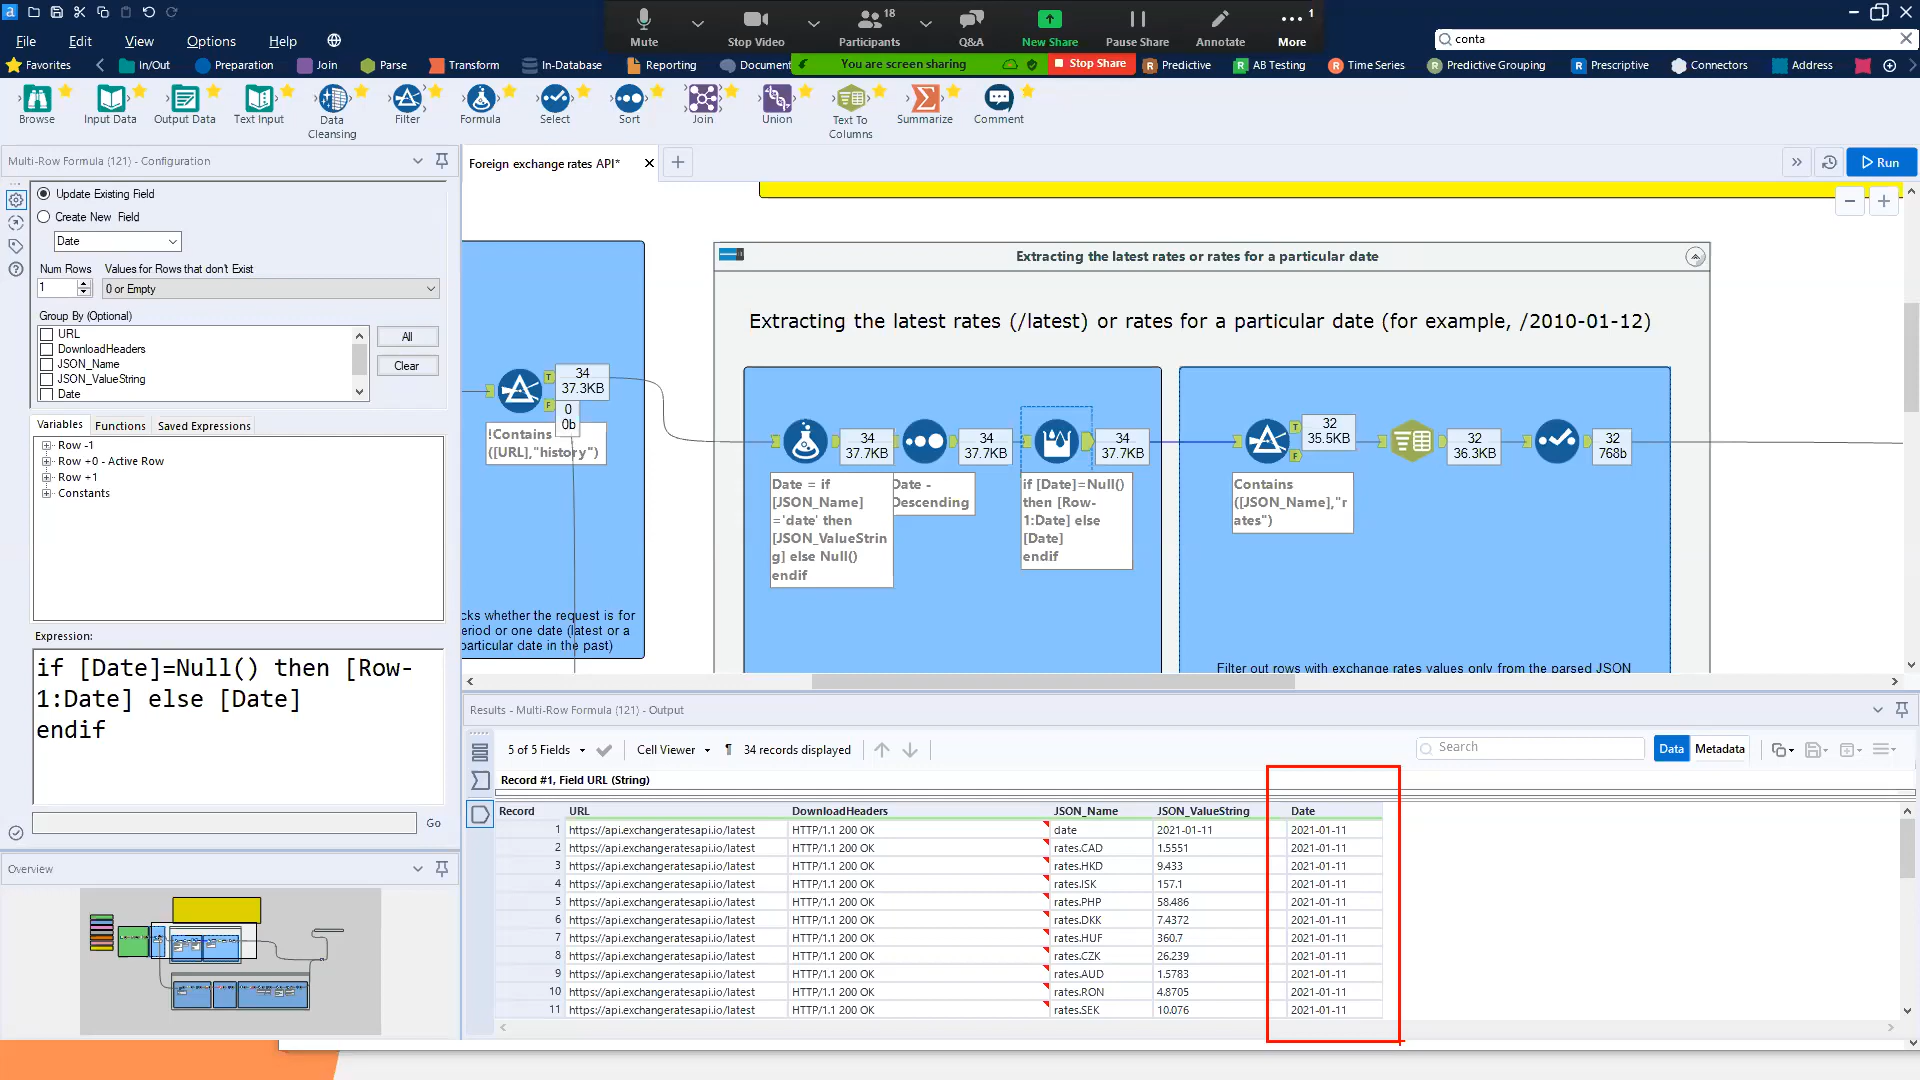 18
1
Mute
Stop Video
Participants
Q&A
New Share
Pause Share
Annotate
More
File
Edit
View
Options
Help
conta
Favorites
In/Out
Preparation
Join
Parse
Transform
In-Database
Reporting
Document
You are screen sharing
Stop Share
Predictive
AB Testing
Time Series
Predictive Grouping
Prescriptive
Connectors
Address
Browse
Input Data
Output Data
Text Input
Data
Cleansing
Filter
Formula
Select
Sort
Join
Union
Text To
Columns
Summarize
Comment
Multi-Row Formula (121) - Configuration
Foreign exchange rates API*
Run
Update Existing Field
Create New Field
Date
Num Rows
Values for Rows that don't Exist
1
0 or Empty
Group By (Optional)
URL
DownloadHeaders
JSON_Name
JSON_ValueString
Date
All
Clear
Variables
Functions
Saved Expressions
Row -1
Row +0 - Active Row
Row +1
Constants
Expression:
if [Date]=Null() then [Row-
1:Date] else [Date]
endif
Go
Overview
Extracting the latest rates or rates for a particular date
Extracting the latest rates (/latest) or rates for a particular date (for example, /2010-01-12)
T
34
37.3KB
F
0
0b
!Contains
([URL],"history")
34
37.7KB
34
37.7KB
34
37.7KB
T
32
35.5KB
F
32
36.3KB
32
768b
Date = if
[JSON_Name]
='date' then
[JSON_ValueStrin
g] else Null()
endif
Date -
Descending
if [Date]=Null()
then [Row-
1:Date] else
[Date]
endif
Contains
([JSON_Name],"r
ates")
cks whether the request is for
period or one date (latest or a
particular date in the past)
Filter out rows with exchange rates values only from the parsed JSON
Results - Multi-Row Formula (121) - Output
5 of 5 Fields
Cell Viewer
34 records displayed
Search
Data
Metadata
Record #1, Field URL (String)
Record URL DownloadHeaders JSON_Name JSON_ValueString Date
1 https://api.exchangeratesapi.io/latest HTTP/1.1 200 OK date 2021-01-11 2021-01-11
2 https://api.exchangeratesapi.io/latest HTTP/1.1 200 OK rates.CAD 1.5551 2021-01-11
3 https://api.exchangeratesapi.io/latest HTTP/1.1 200 OK rates.HKD 9.433 2021-01-11
4 https://api.exchangeratesapi.io/latest HTTP/1.1 200 OK rates.ISK 157.1 2021-01-11
5 https://api.exchangeratesapi.io/latest HTTP/1.1 200 OK rates.PHP 58.486 2021-01-11
6 https://api.exchangeratesapi.io/latest HTTP/1.1 200 OK rates.DKK 7.4372 2021-01-11
7 https://api.exchangeratesapi.io/latest HTTP/1.1 200 OK rates.HUF 360.7 2021-01-11
8 https://api.exchangeratesapi.io/latest HTTP/1.1 200 OK rates.CZK 26.239 2021-01-11
9 https://api.exchangeratesapi.io/latest HTTP/1.1 200 OK rates.AUD 1.5783 2021-01-11
10 https://api.exchangeratesapi.io/latest HTTP/1.1 200 OK rates.RON 4.8705 2021-01-11
11 https://api.exchangeratesapi.io/latest HTTP/1.1 200 OK rates.SEK 10.076 2021-01-11